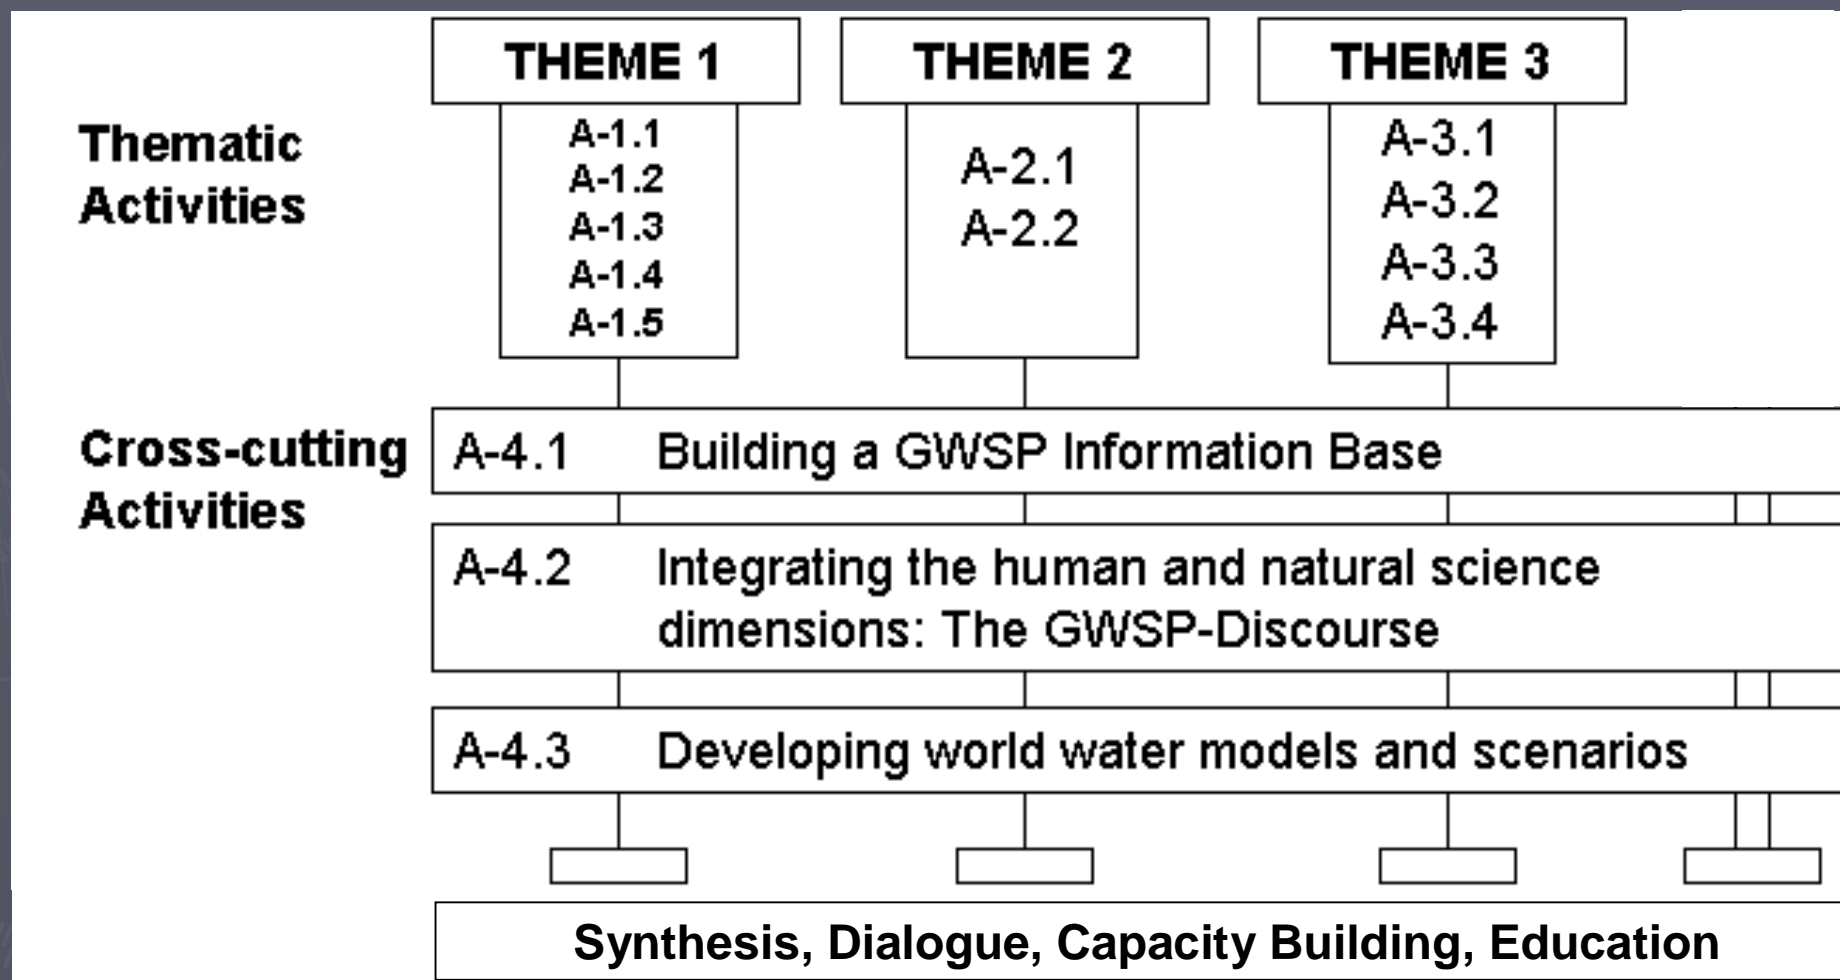 THEME 1
THEME 2
THEME 3
Thematic
Activities
A-1.1
A-1.2
A-1.3
A-1.4
A-1.5
A-2.1
A-2.2
A-3.1
A-3.2
A-3.3
A-3.4
Cross-cutting
Activities
A-4.1 Building a GWSP Information Base
A-4.2 Integrating the human and natural science
dimensions: The GWSP-Discourse
A-4.3 Developing world water models and scenarios
Synthesis, Dialogue, Capacity Building, Education